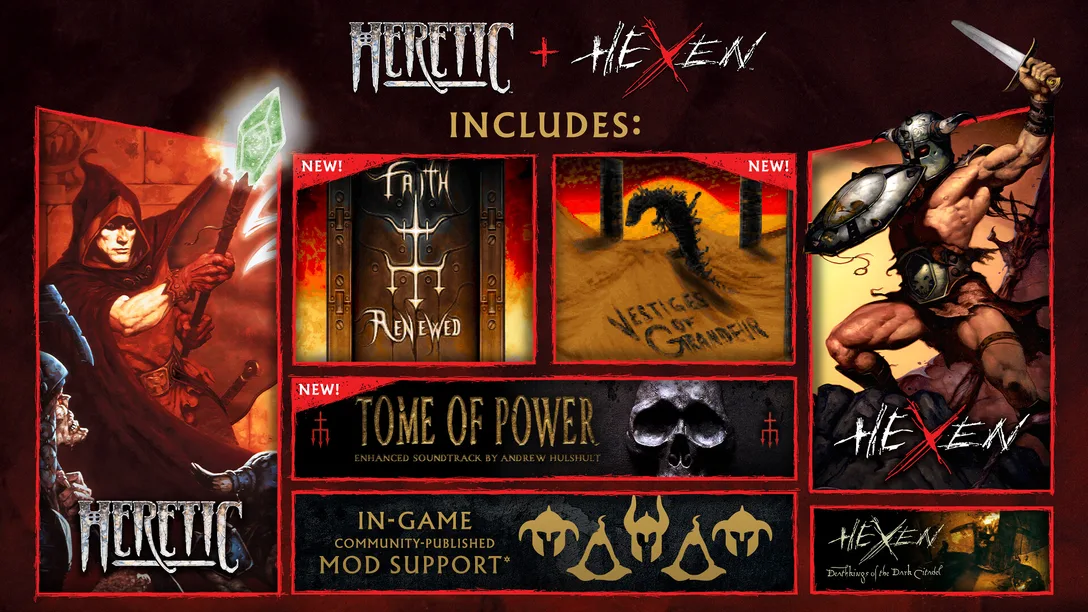 HERETIC + HEXEN
INCLUDES:
NEW!
FAITH
RENEWED
NEW!
VESTIGES
OF
GRANDEUR
NEW!
TOME OF POWER
ENHANCED SOUNDTRACK BY ANDREW HULSHULT
IN-GAME
COMMUNITY-PUBLISHED
MOD SUPPORT*
HERETIC
HEXEN
HEXEN
Deathkings of the Dark Citadel